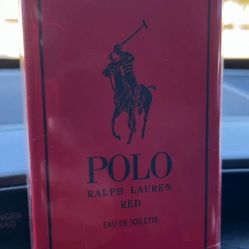 POLO
RALPH LAUREN
RED
EAU DE TOILETTE